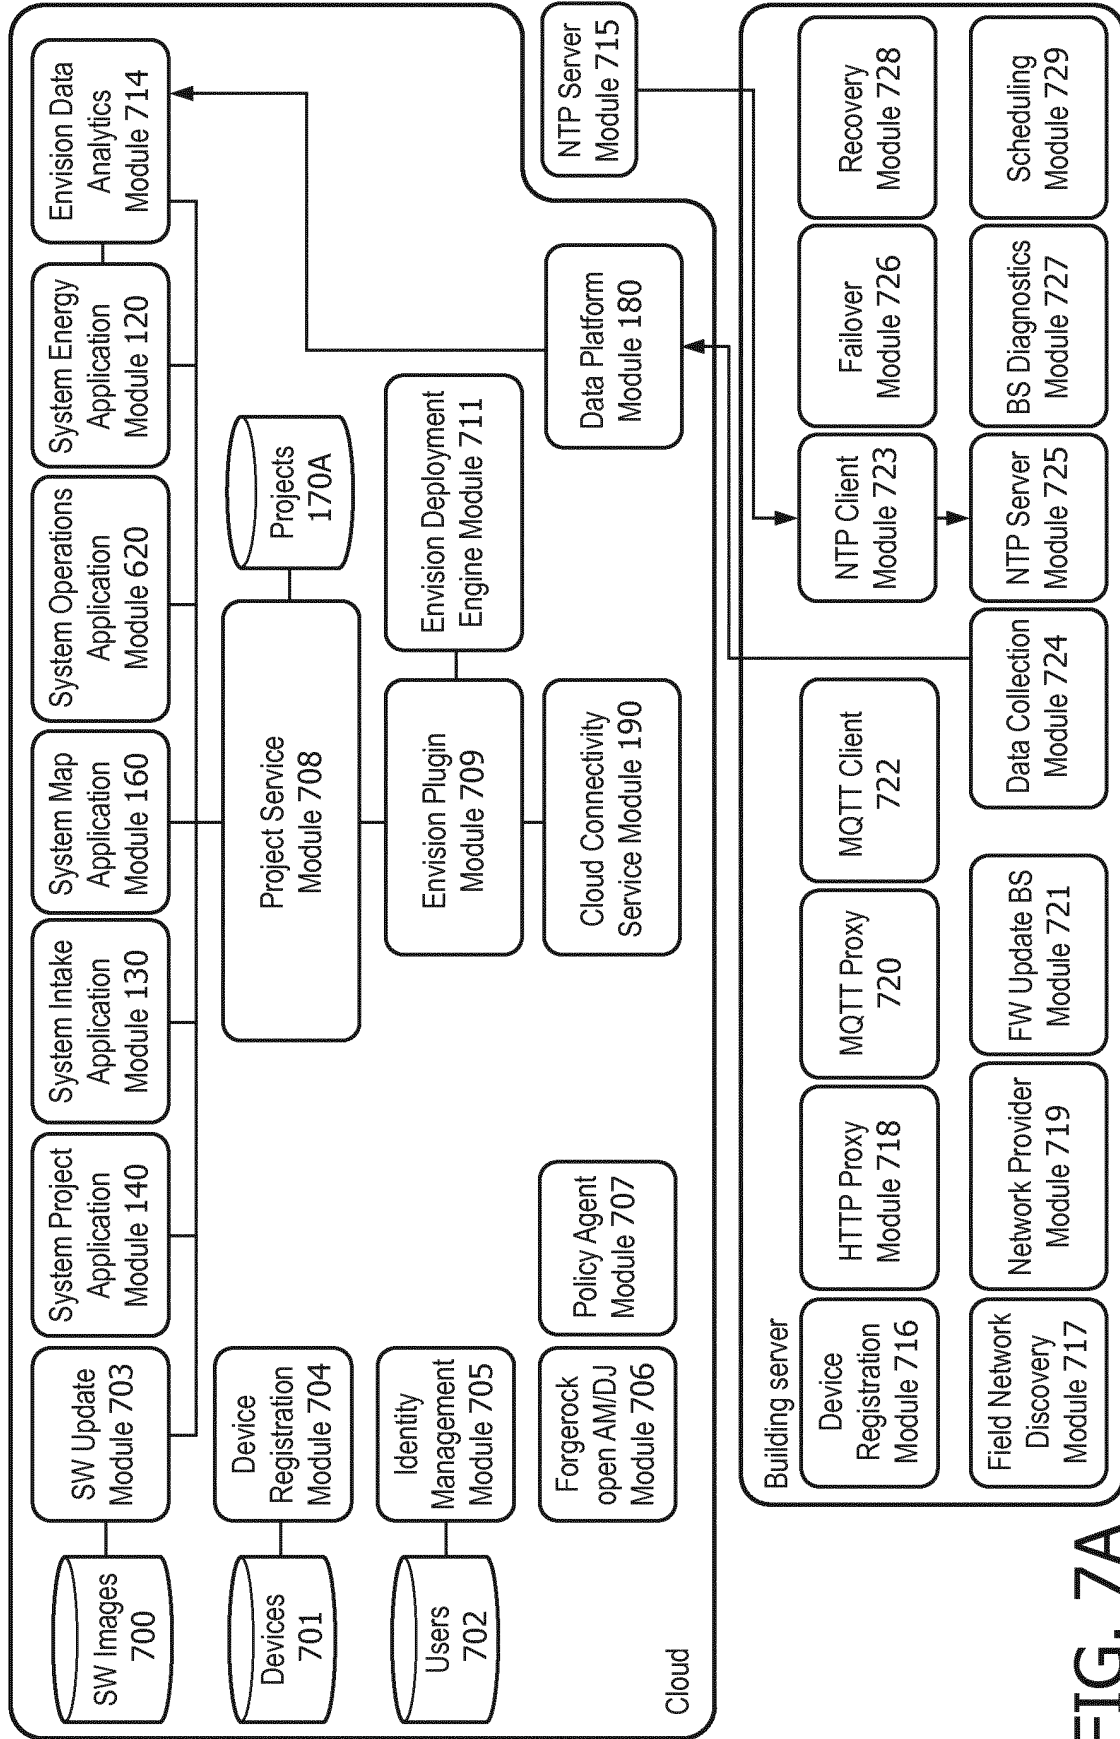 SW Images
700
SW Update
Module 703
System Project
Application
Module 140
System Intake
Application
Module 130
System Map
Application
Module 160
System Operations
Application
Module 620
System Energy
Application
Module 120
Envision Data
Analytics
Module 714
Devices
701
Device
Registration
Module 704
Project Service
Module 708
Projects
170A
Users
702
Identity
Management
Module 705
Envision Plugin
Module 709
Envision Deployment
Engine Module 711
Forgerock
open AM/DJ
Module 706
Policy Agent
Module 707
Cloud Connectivity
Service Module 190
Data Platform
Module 180
NTP Server
Module 715
Cloud
Building server
Device
Registration
Module 716
HTTP Proxy
Module 718
MQTT Proxy
720
MQTT Client
722
NTP Client
Module 723
Failover
Module 726
Recovery
Module 728
Field Network
Discovery
Module 717
Network Provider
Module 719
FW Update BS
Module 721
Data Collection
Module 724
NTP Server
Module 725
BS Diagnostics
Module 727
Scheduling
Module 729
FIG. 7A